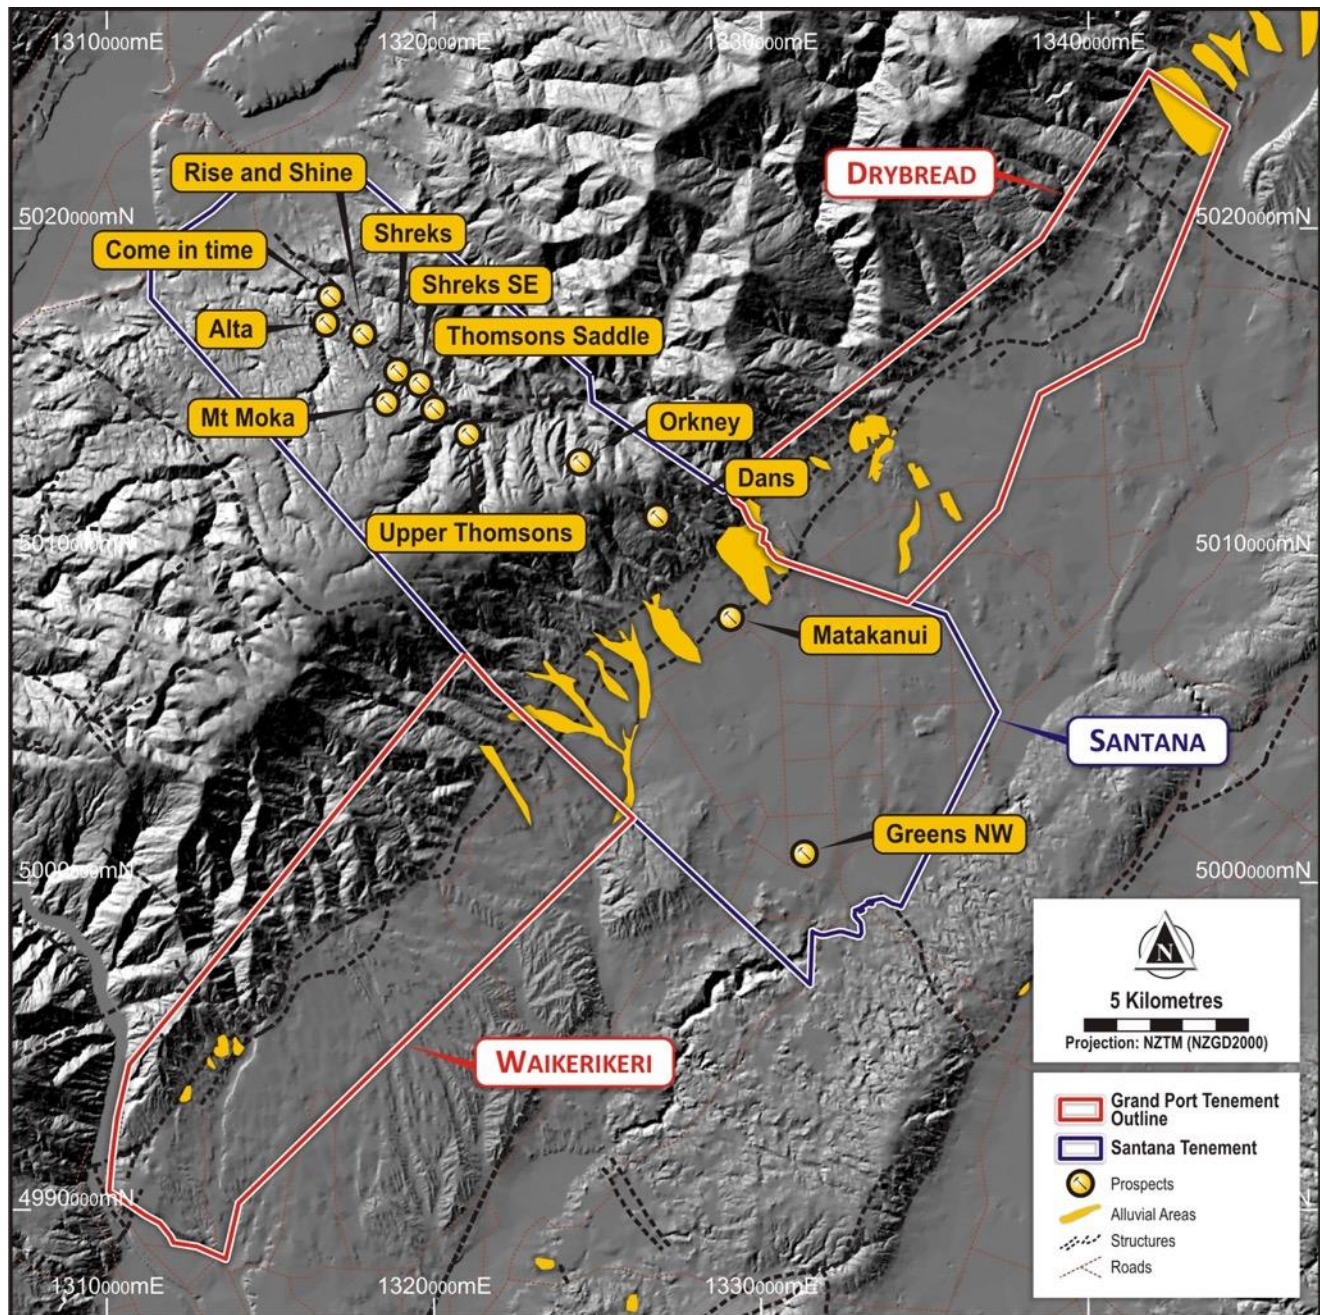 1310000mE
1320000mE
1330000mE
1340000mE
DRYBREAD
Rise and Shine
5020000mN
5020000mN
Shreks
Come in time
Shreks SE
Alta
Thomsons Saddle
Mt Moka
Orkney
Dans
Upper Thomsons
5010000mN
5010000mN
Matakanui
SANTANA
Greens NW
5000000mN
5000000mN
N
5 Kilometres
Projection: NZTM (NZGD2000)
WAIKERIKERI
Grand Port Tenement
Outline
Santana Tenement
Prospects
Alluvial Areas
Structures
Roads
4990000mN
1310000mE
1320000mE
1330000mE